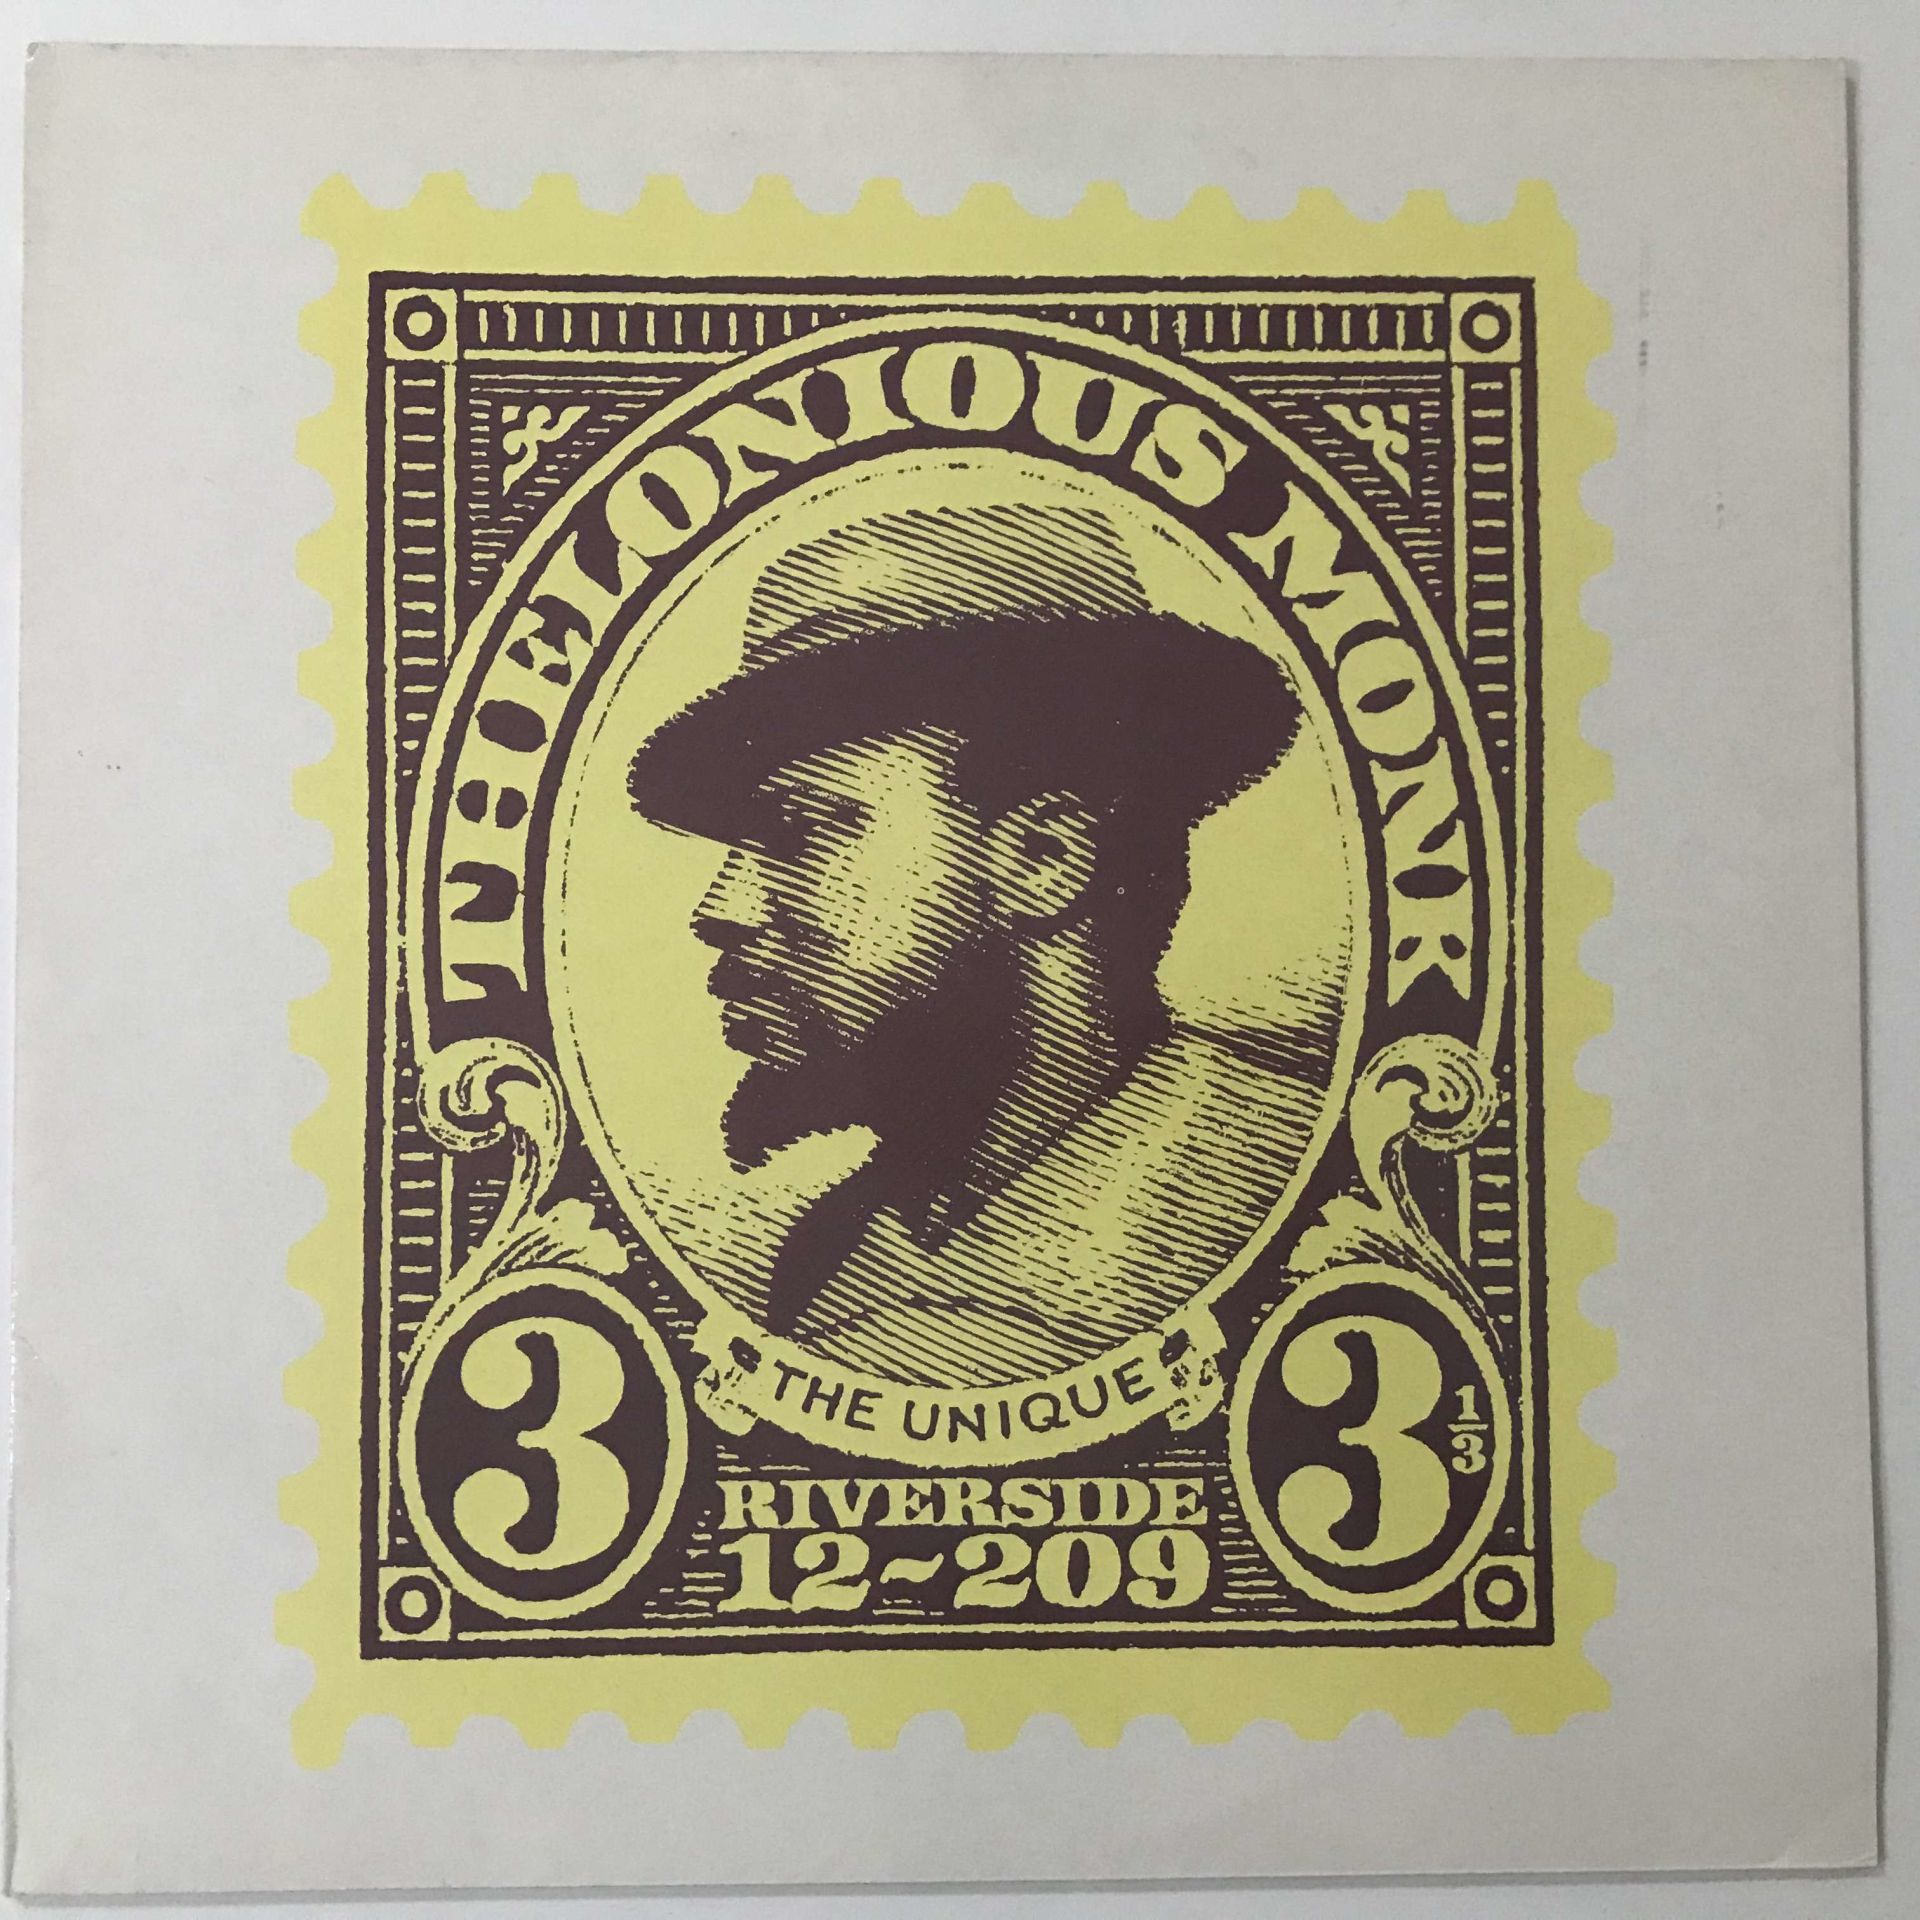 THELONIOUS MONK
THE UNIQUE
3
3 1/3
RIVERSIDE
12~209